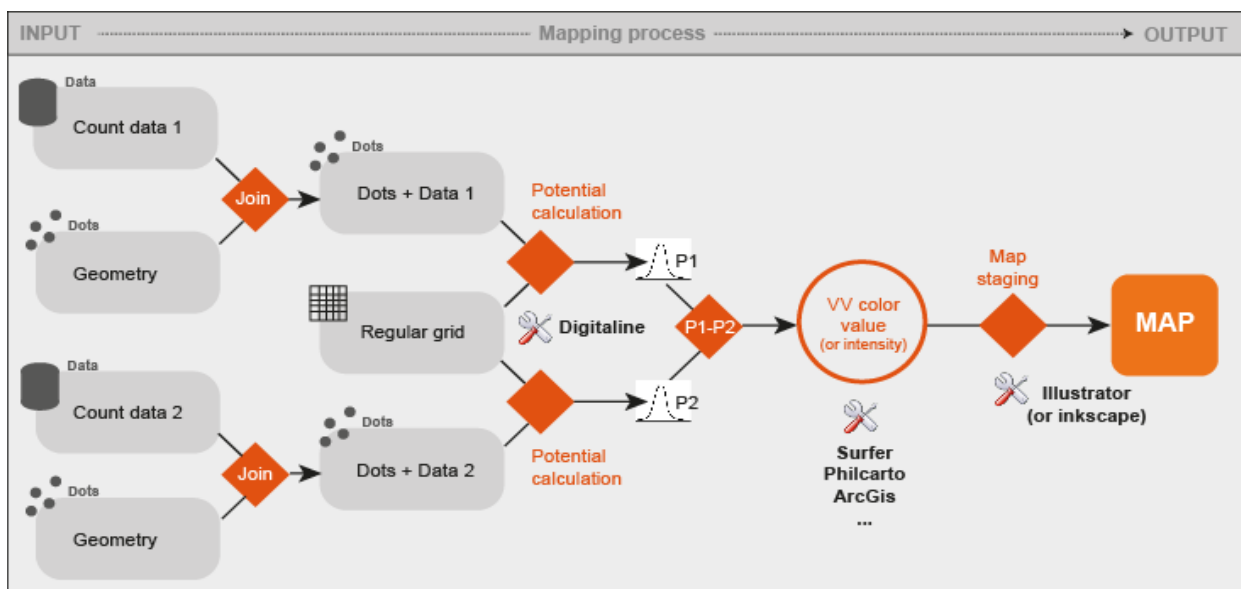 INPUT
Mapping process
OUTPUT
Data
Count data 1
Dots
Geometry
Join
Dots
Dots + Data 1
Regular grid
Potential
calculation
Digitaline
P1
Data
Count data 2
Dots
Geometry
Join
Dots
Dots + Data 2
Potential
calculation
P2
P1-P2
VV color
value
(or intensity)
Surfer
Philcarto
ArcGis
...
Map
staging
Illustrator
(or inkscape)
MAP